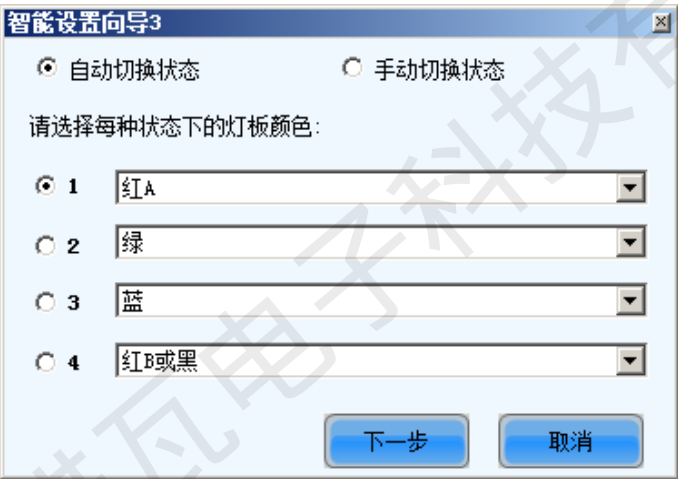 智能设置向导3
自动切换状态 手动切换状态
请选择每种状态下的灯板颜色:
1 红A
2 绿
3 蓝
4 红B或黑
下一步 取消